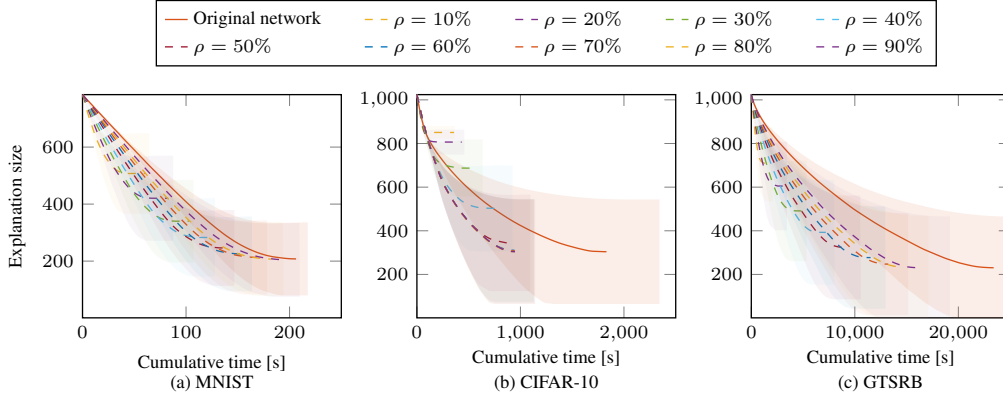 Original network ρ = 10% ρ = 20% ρ = 30% ρ = 40%
ρ = 50% ρ = 60% ρ = 70% ρ = 80% ρ = 90%
Explanation size
600
400
200
0 100 200
Cumulative time [s]
(a) MNIST
1,000
800
600
400
200
0 1,000 2,000
Cumulative time [s]
(b) CIFAR-10
1,000
800
600
400
200
0 10,000 20,000
Cumulative time [s]
(c) GTSRB